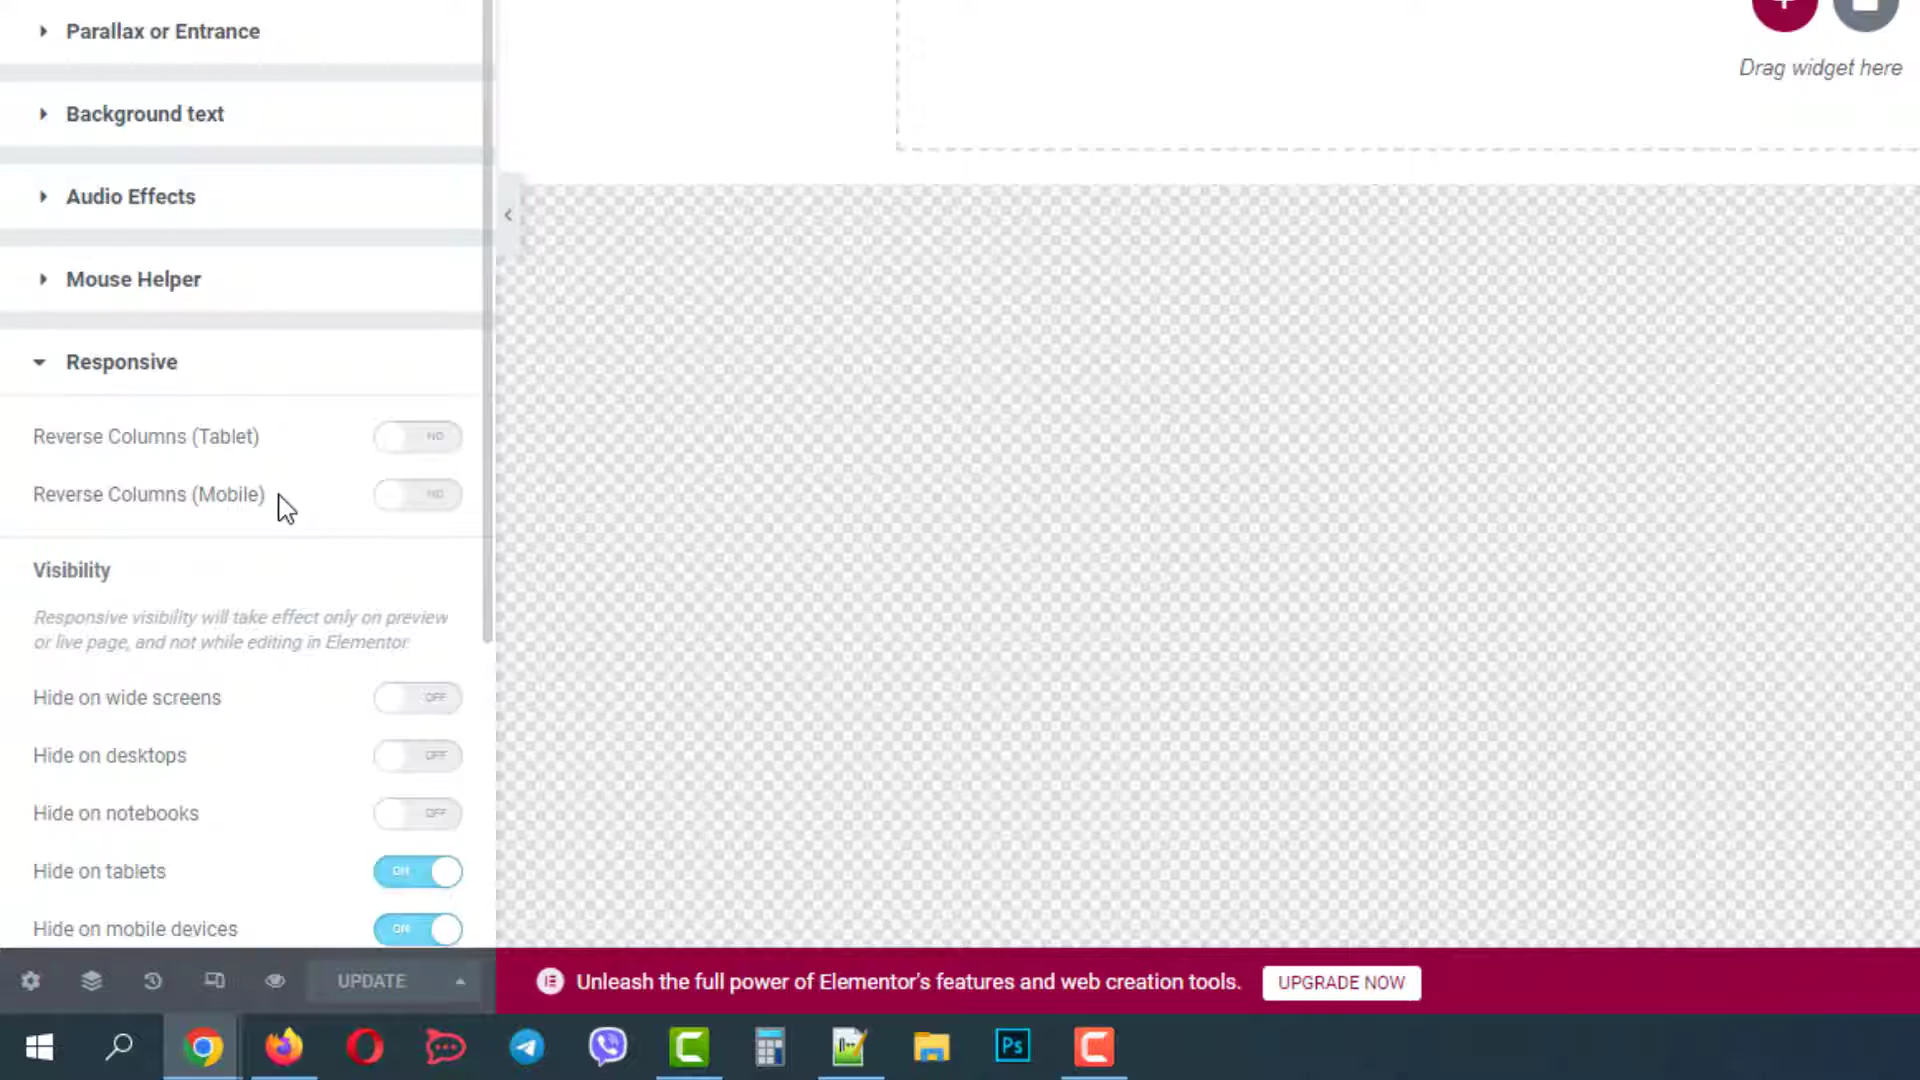 Parallax or Entrance
Drag widget here
Background text
Audio Effects
Mouse Helper
Responsive
Reverse Columns (Tablet)
NO
Reverse Columns (Mobile)
NO
Visibility
Responsive visibility will take effect only on preview
or live page, and not while editing in Elementor.
Hide on wide screens
OFF
Hide on desktops
OFF
Hide on notebooks
OFF
Hide on tablets
ON
Hide on mobile devices
ON
UPDATE
Unleash the full power of Elementor's features and web creation tools.
UPGRADE NOW
Ps